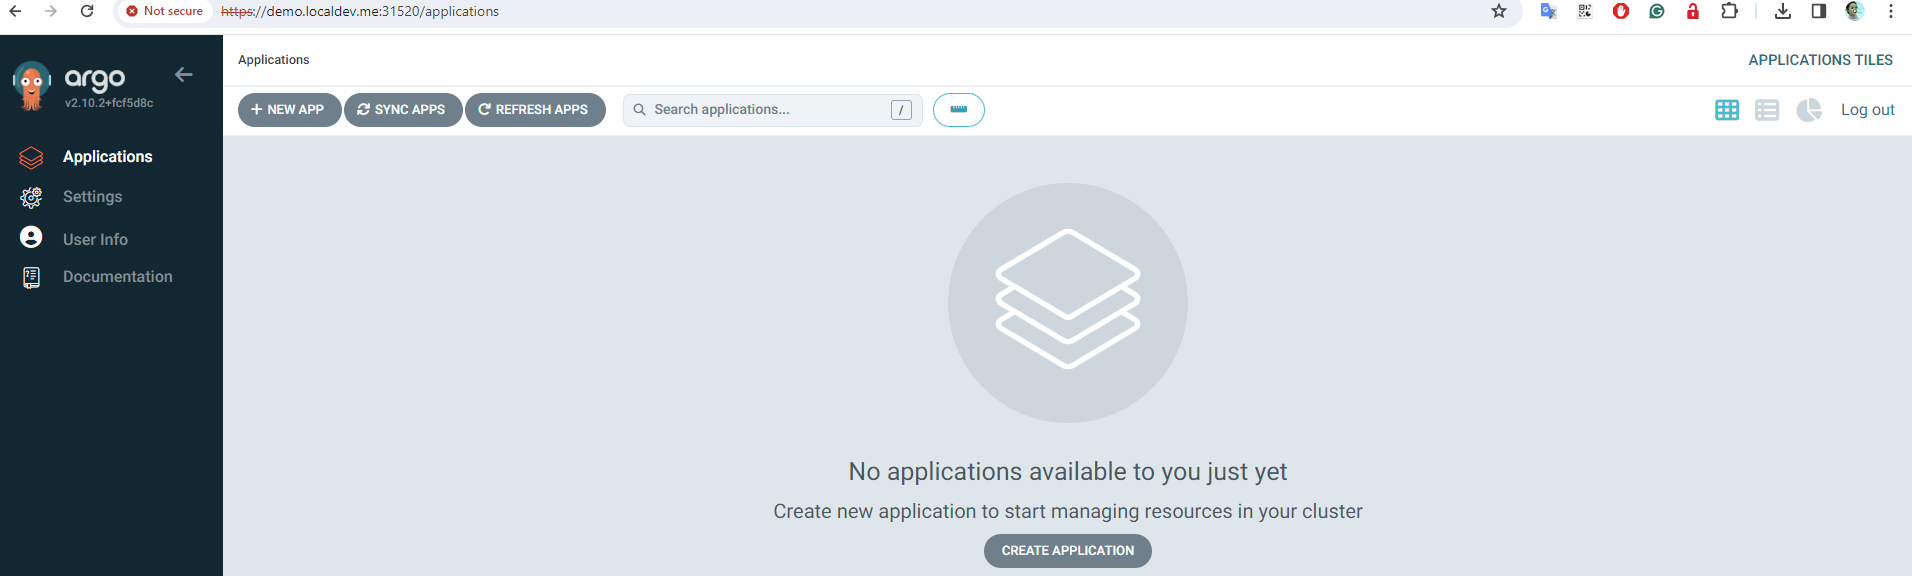 Not secure https://demo.localdev.me:31520/applications
argo
v2.10.2+fcf5d8c
Applications
Settings
User Info
Documentation
Applications
APPLICATIONS TILES
+ NEW APP SYNC APPS REFRESH APPS Search applications... / Log out
No applications available to you just yet
Create new application to start managing resources in your cluster
CREATE APPLICATION